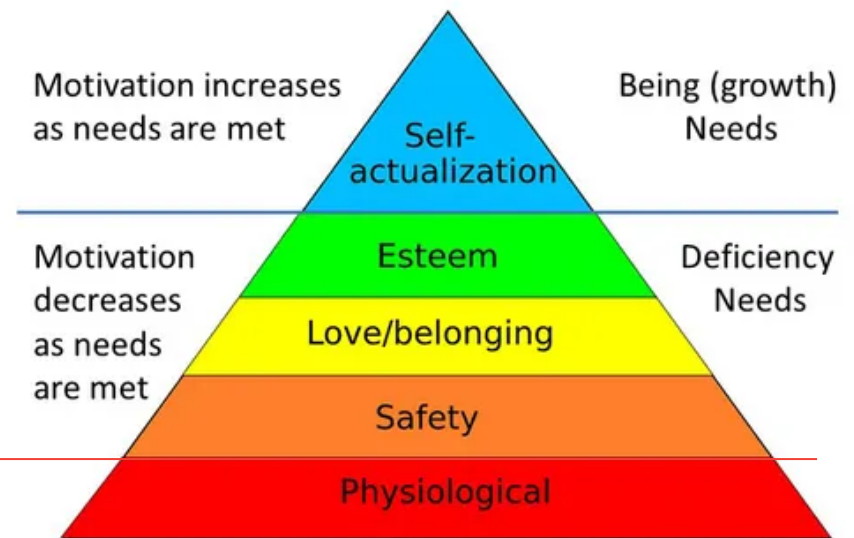 Motivation increases
as needs are met
Being (growth)
Needs
Self-
actualization
Motivation
decreases
as needs
are met
Esteem
Deficiency
Needs
Love/belonging
Safety
Physiological